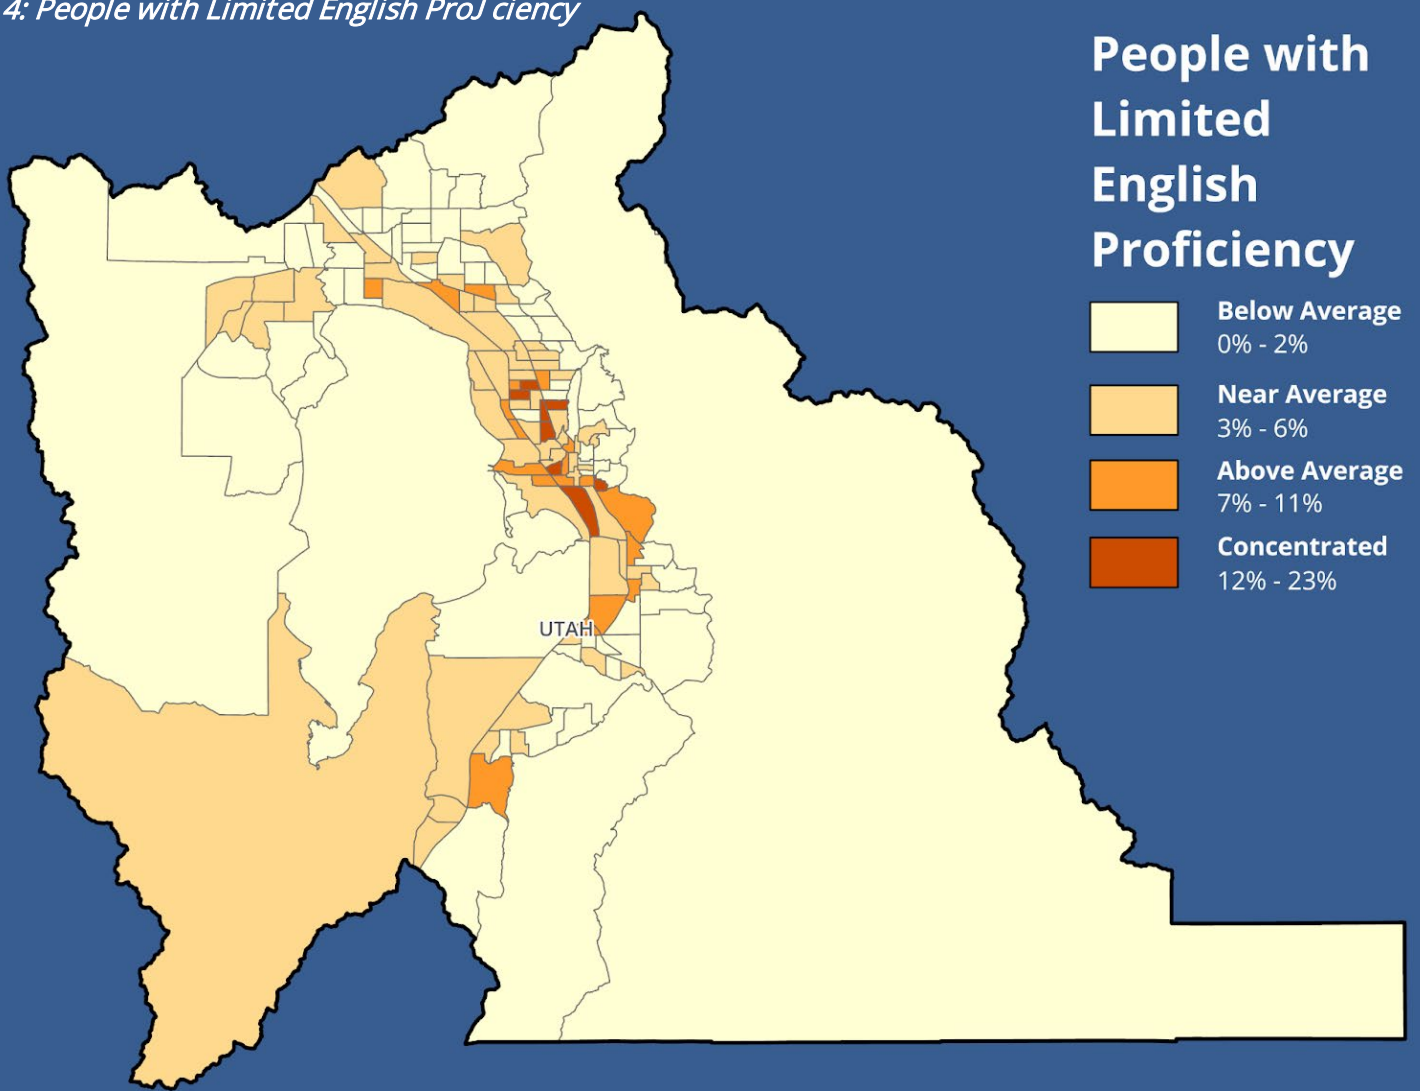 4: People with Limited English ProJ ciency
People with
Limited
English
Proficiency
Below Average
0% - 2%
Near Average
3% - 6%
Above Average
7% - 11%
Concentrated
12% - 23%
UTAH